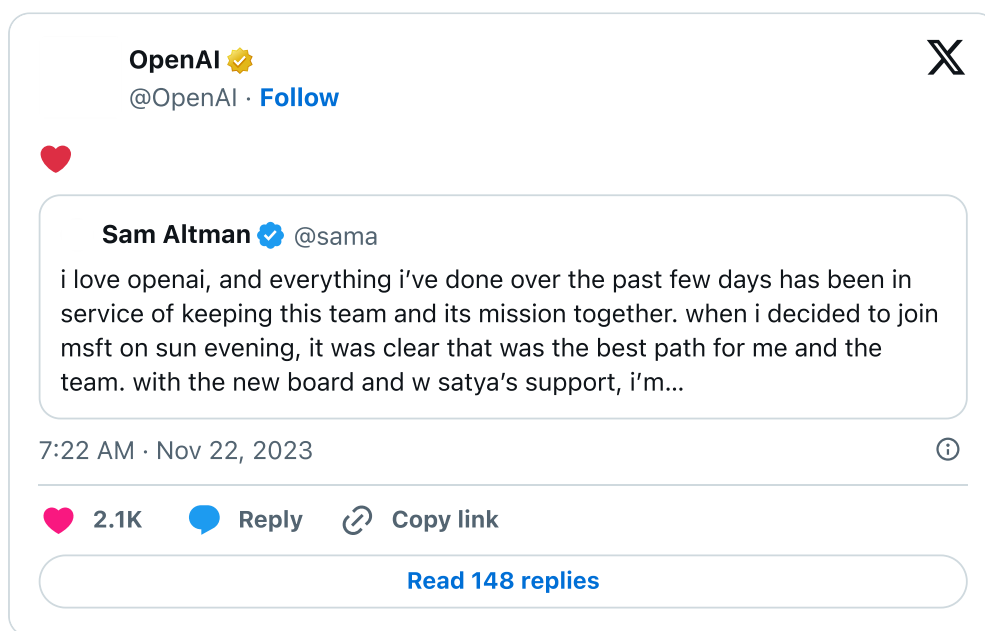 OpenAI
@OpenAI · Follow
❤️
Sam Altman @sama
i love openai, and everything i’ve done over the past few days has been in
service of keeping this team and its mission together. when i decided to join
msft on sun evening, it was clear that was the best path for me and the
team. with the new board and w satya’s support, i’m...
7:22 AM · Nov 22, 2023
2.1K Reply Copy link
Read 148 replies